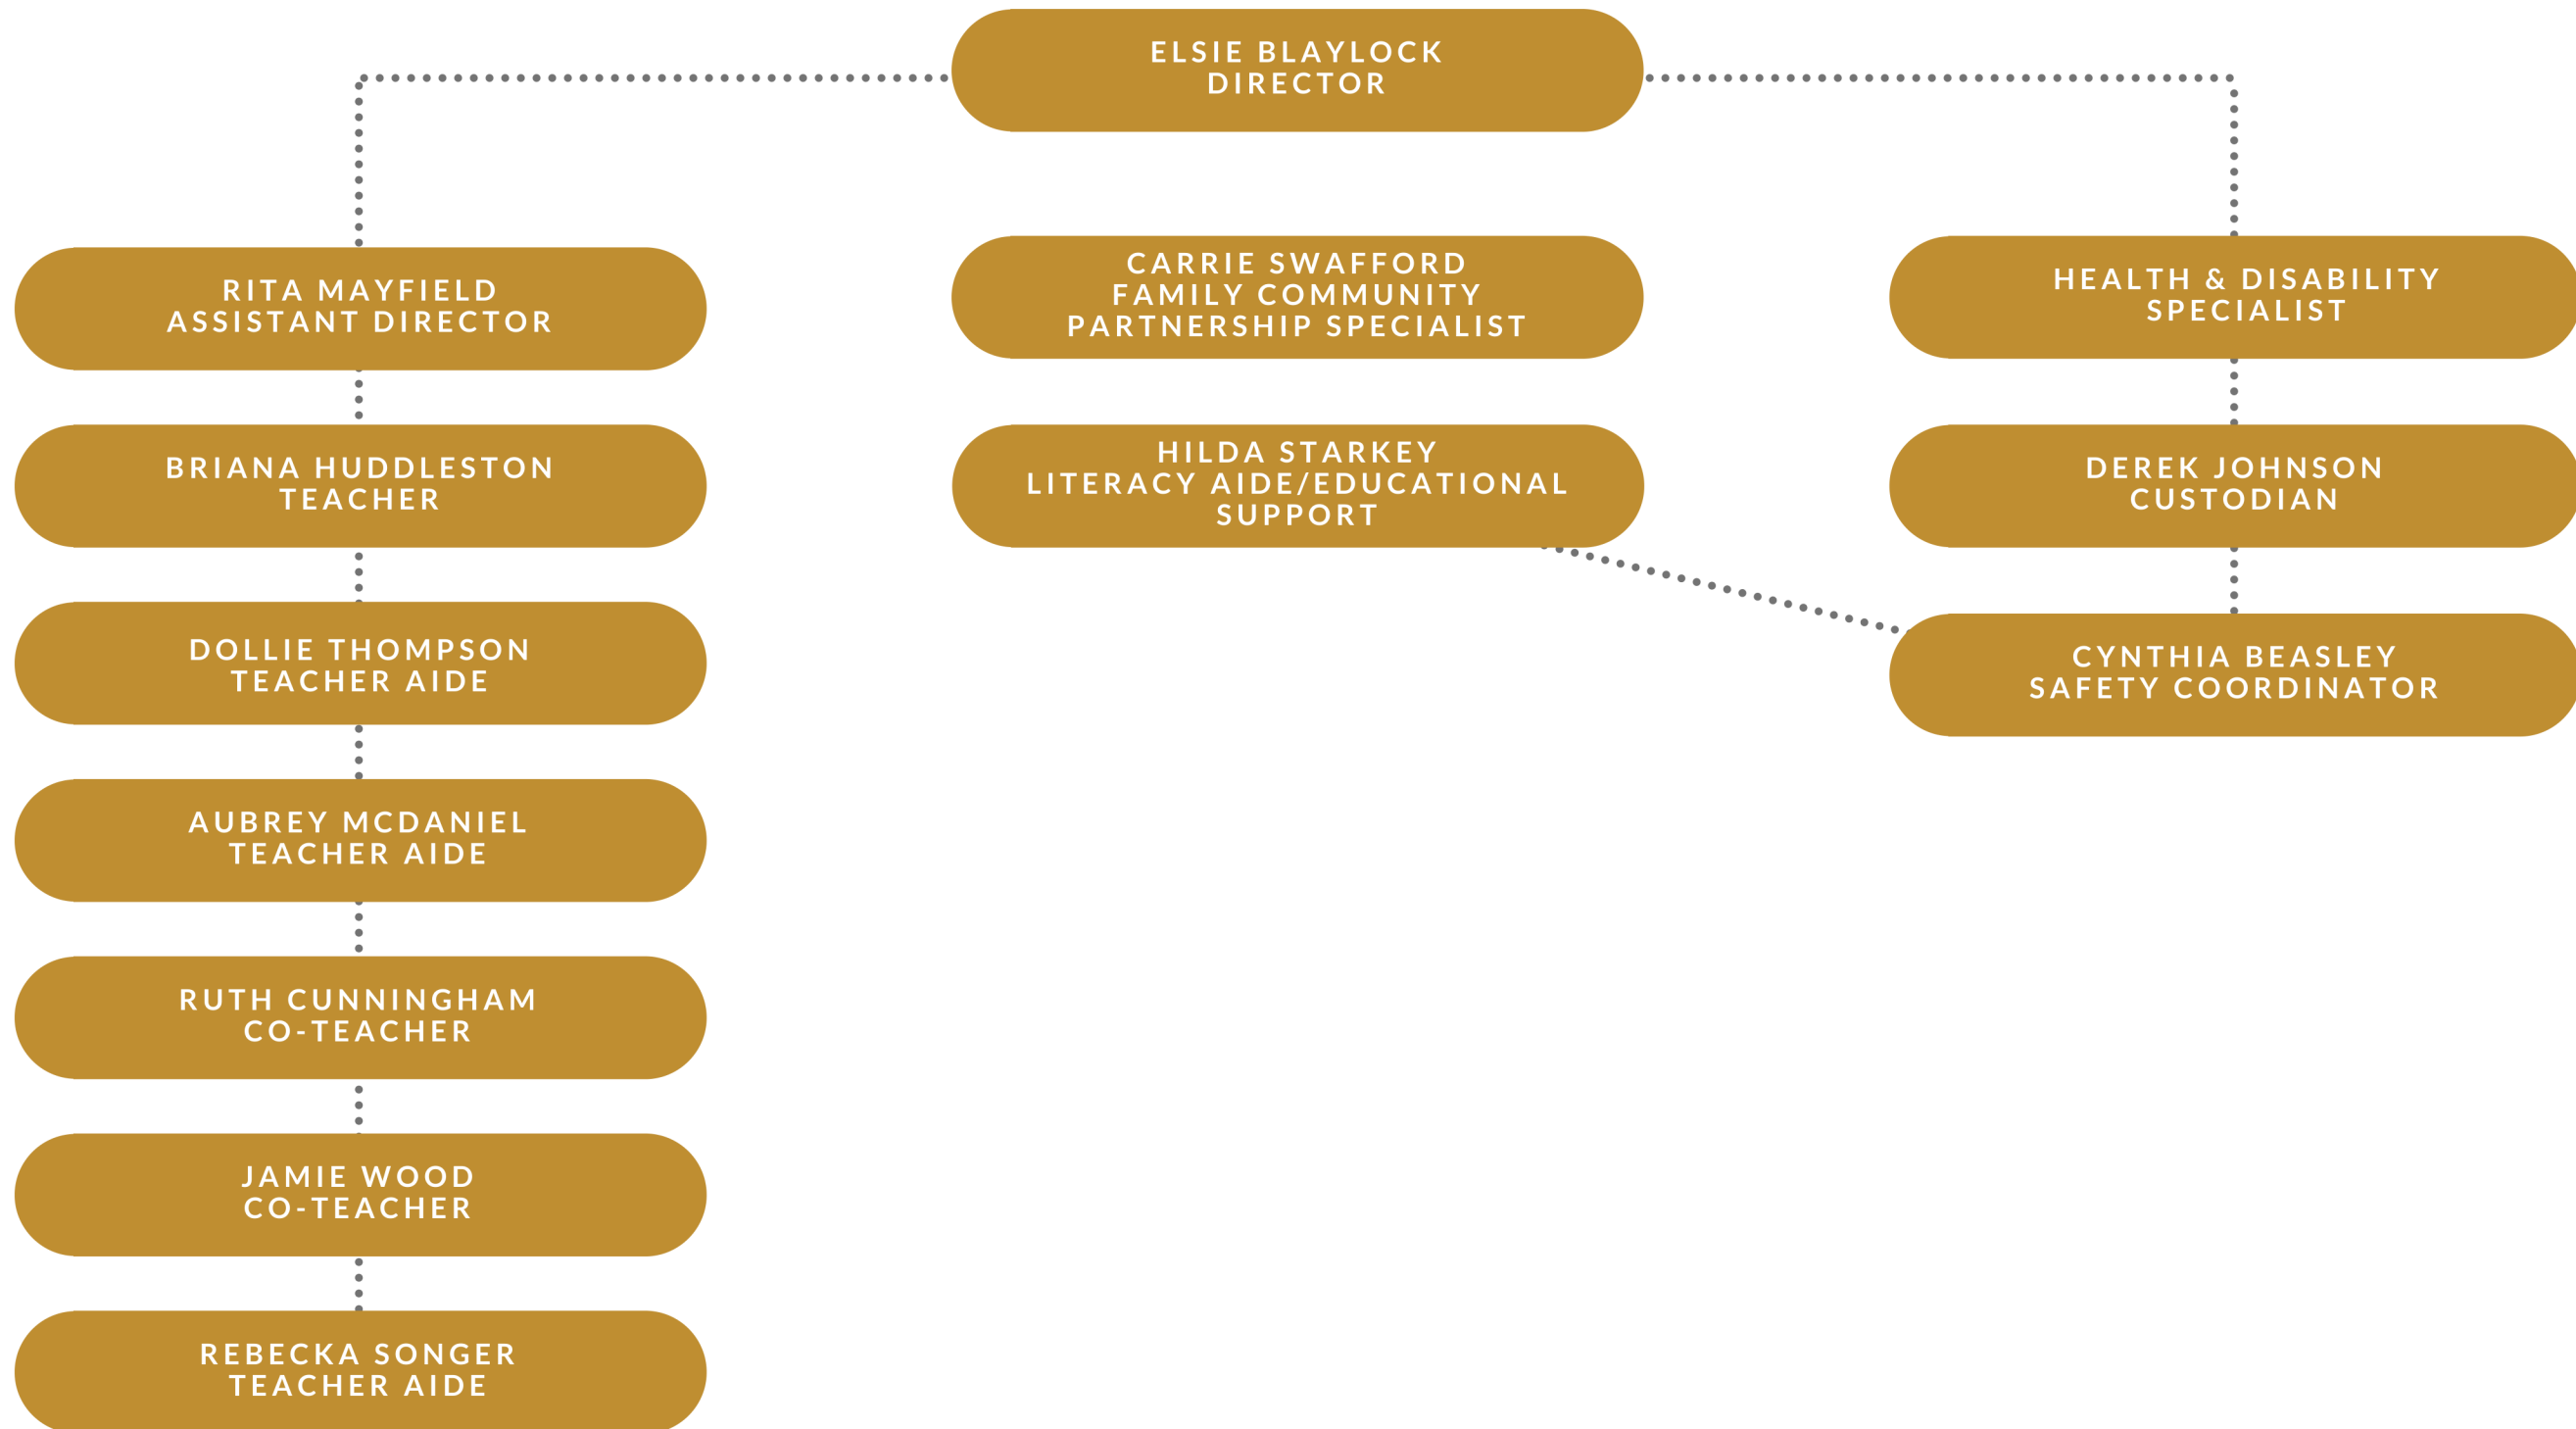 ELSIE BLAYLOCK
DIRECTOR
RITA MAYFIELD
ASSISTANT DIRECTOR
BRIANA HUDDLESTON
TEACHER
DOLLIE THOMPSON
TEACHER AIDE
AUBREY MCDANIEL
TEACHER AIDE
RUTH CUNNINGHAM
CO-TEACHER
JAMIE WOOD
CO-TEACHER
REBECKA SONGER
TEACHER AIDE
CARRIE SWAFFORD
FAMILY COMMUNITY
PARTNERSHIP SPECIALIST
HILDA STARKEY
LITERACY AIDE/EDUCATIONAL
SUPPORT
HEALTH & DISABILITY
SPECIALIST
DEREK JOHNSON
CUSTODIAN
CYNTHIA BEASLEY
SAFETY COORDINATOR